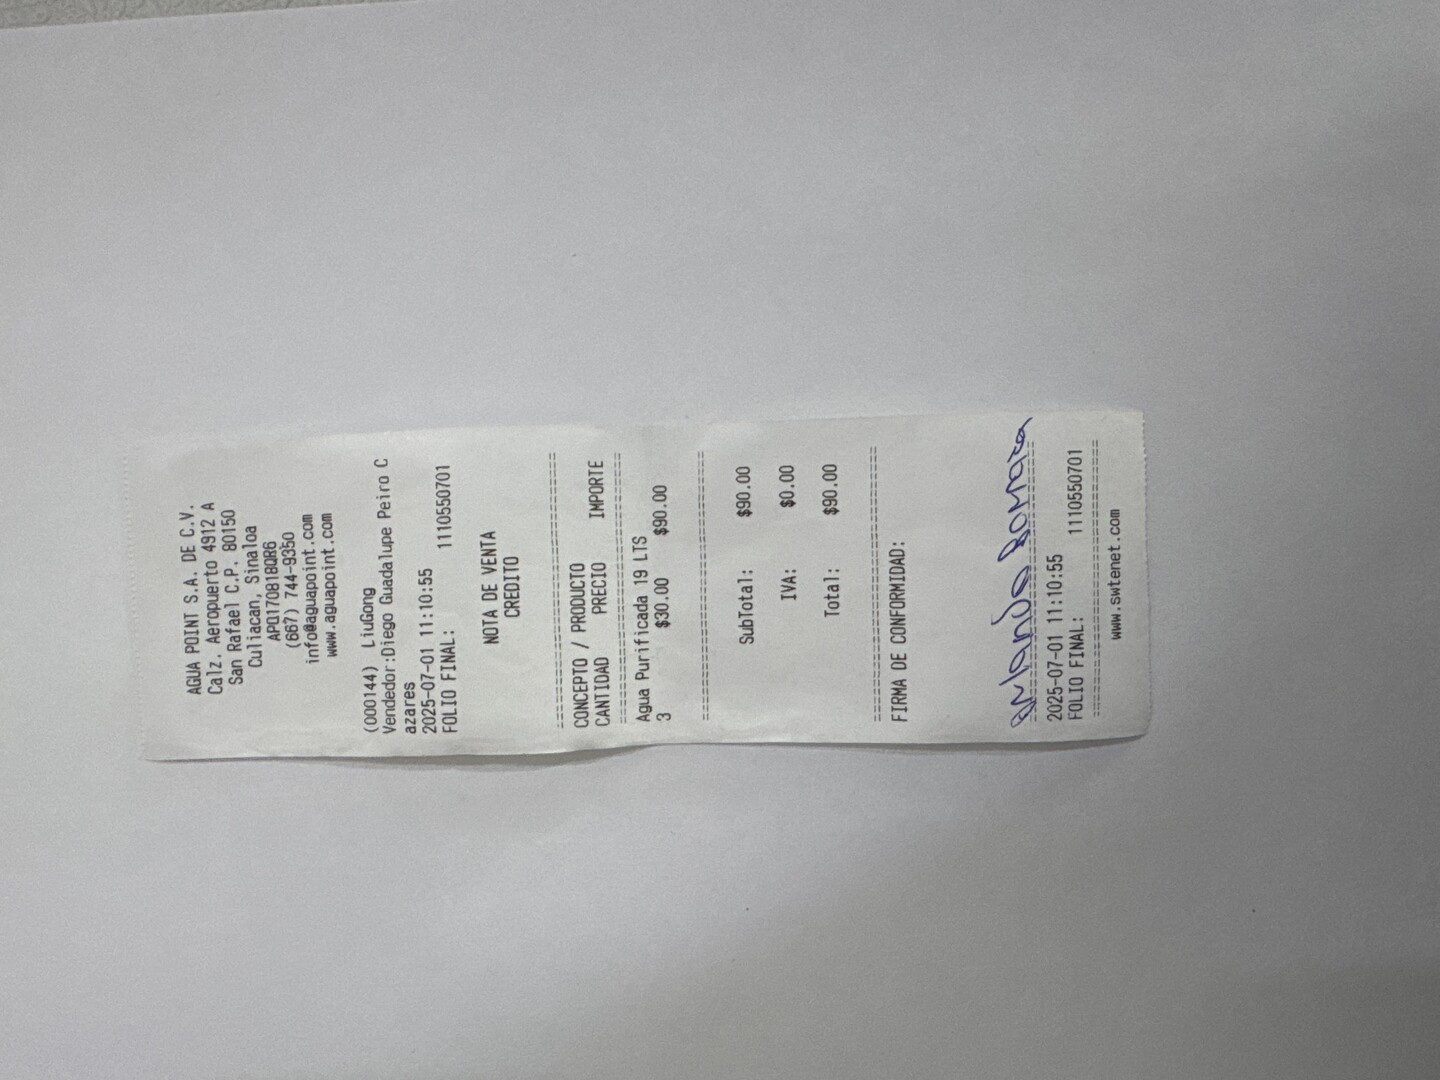 AGUA POINT S.A. DE C.V.
Calz. Aeropuerto 4912 A
San Rafael C.P. 80150
Culiacan, Sinaloa
APO170818QR6
(667) 744-9350
info@aguapoint.com
www.aguapoint.com
(000144) LiuGong
Vendedor:Diego Guadalupe Peiro C
azares
2025-07-01 11:10:55
FOLIO FINAL: 1110550701
NOTA DE VENTA
CREDITO
================================
CONCEPTO / PRODUCTO
CANTIDAD PRECIO IMPORTE
================================
Agua Purificada 19 LTS
3 $30.00 $90.00
================================
SubTotal: $90.00
IVA: $0.00
Total: $90.00
================================
FIRMA DE CONFORMIDAD:
================================
2025-07-01 11:10:55
FOLIO FINAL: 1110550701
================================
www.swtenet.com